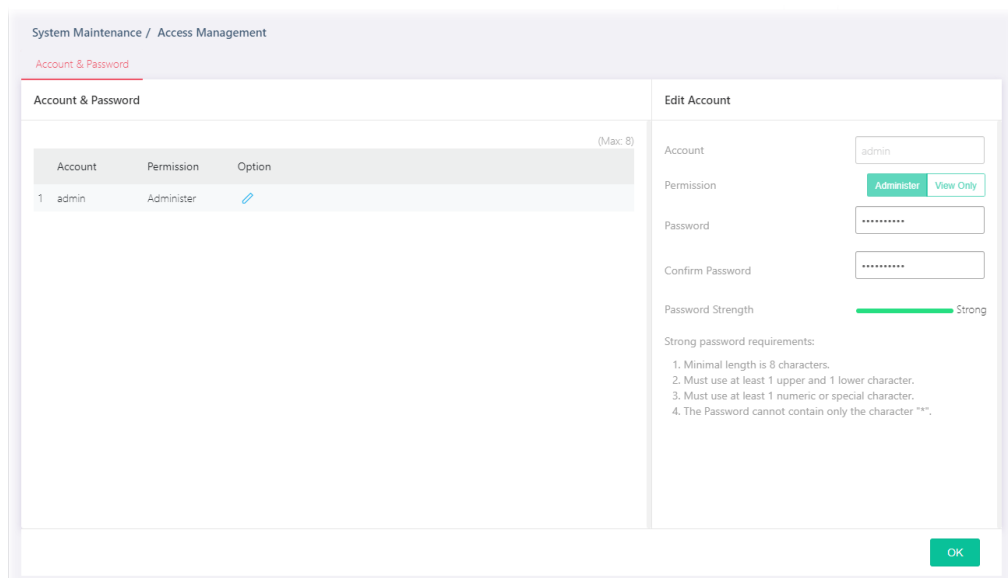 System Maintenance / Access Management
Account & Password
Account & Password
(Max: 8)
Account Permission Option
1 admin Administer
Edit Account
Account admin
Permission Administer View Only
Password ••••••••••
Confirm Password ••••••••••
Password Strength Strong
Strong password requirements:
1. Minimal length is 8 characters.
2. Must use at least 1 upper and 1 lower character.
3. Must use at least 1 numeric or special character.
4. The Password cannot contain only the character "*".
OK